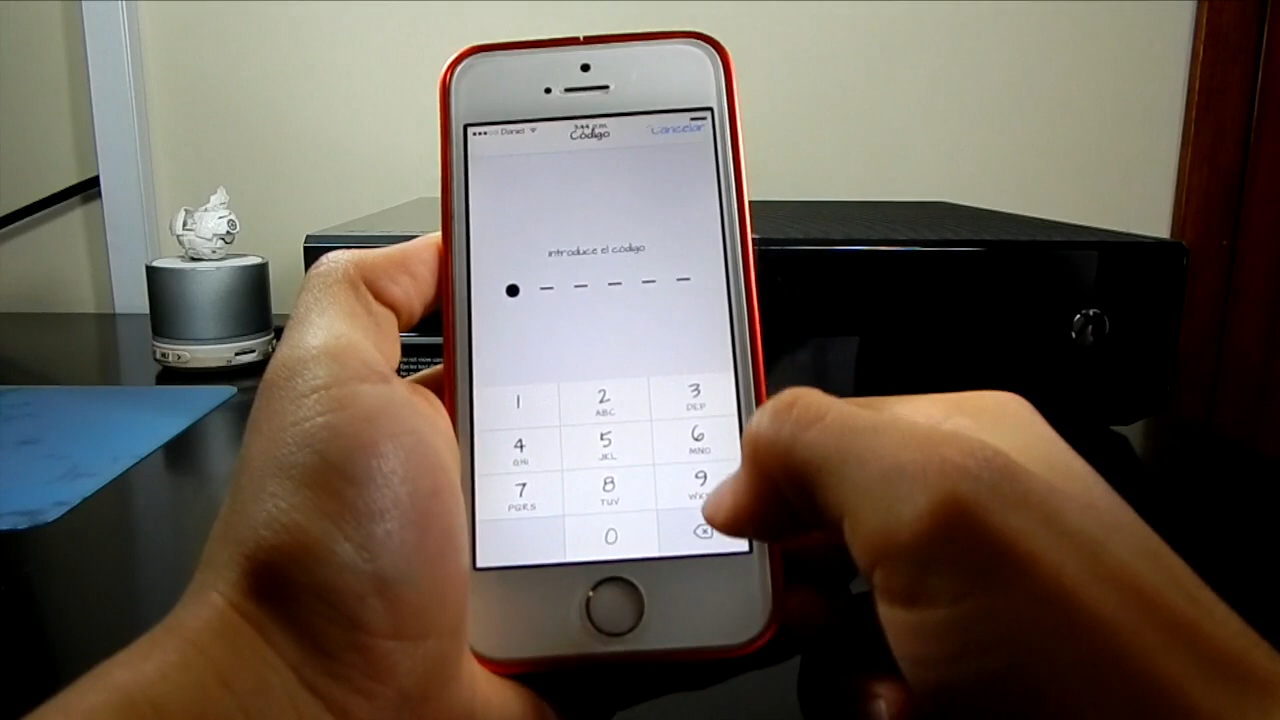 Daniel
Código
Cancelar
introduce el código
1
2
ABC
3
DEF
4
GHI
5
JKL
6
MNO
7
PQRS
8
TUV
9
0